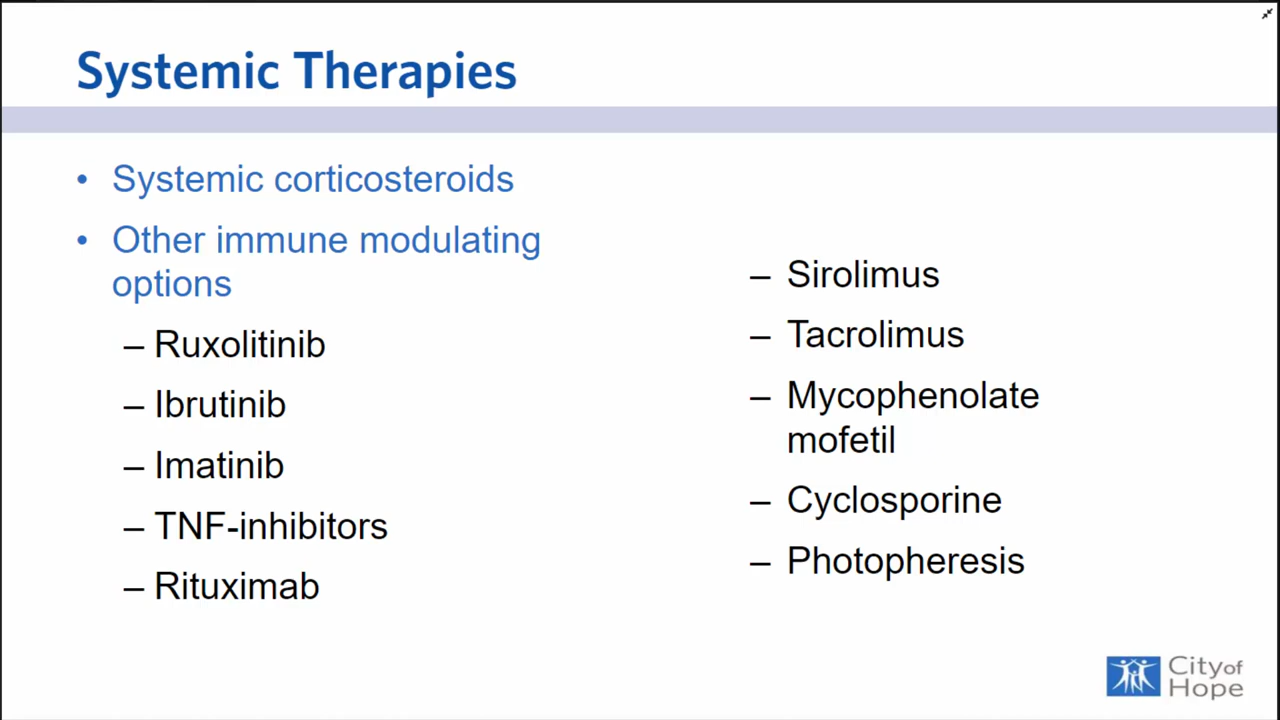 Systemic Therapies
• Systemic corticosteroids
• Other immune modulating
options
– Ruxolitinib
– Ibrutinib
– Imatinib
– TNF-inhibitors
– Rituximab
– Sirolimus
– Tacrolimus
– Mycophenolate
mofetil
– Cyclosporine
– Photopheresis
City of
Hope